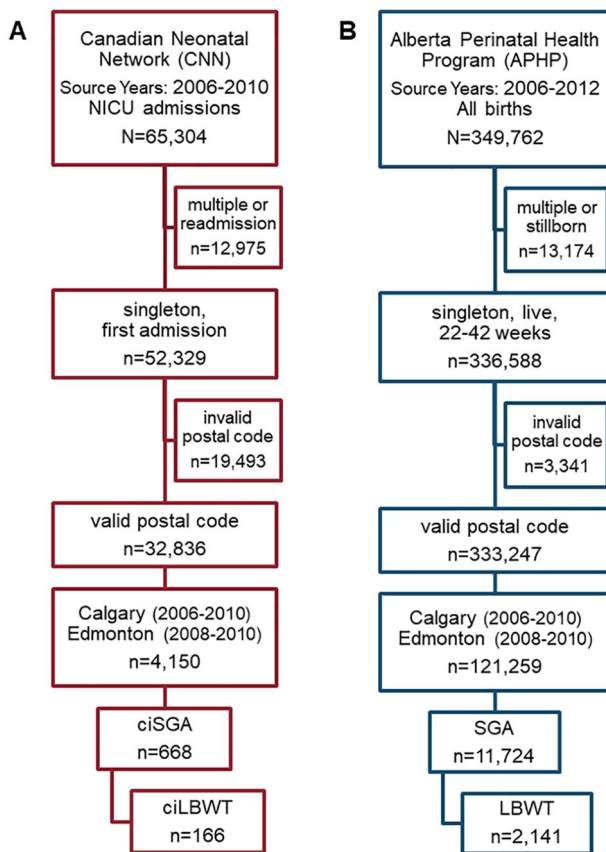 A
Canadian Neonatal
Network (CNN)
Source Years: 2006-2010
NICU admissions
N=65,304
multiple or
readmission
n=12,975
singleton,
first admission
n=52,329
invalid
postal code
n=19,493
valid postal code
n=32,836
Calgary (2006-2010)
Edmonton (2008-2010)
n=4,150
ciSGA
n=668
ciLBWT
n=166
B
Alberta Perinatal Health
Program (APHP)
Source Years: 2006-2012
All births
N=349,762
multiple or
stillborn
n=13,174
singleton, live,
22-42 weeks
n=336,588
invalid
postal code
n=3,341
valid postal code
n=333,247
Calgary (2006-2010)
Edmonton (2008-2010)
n=121,259
SGA
n=11,724
LBWT
n=2,141